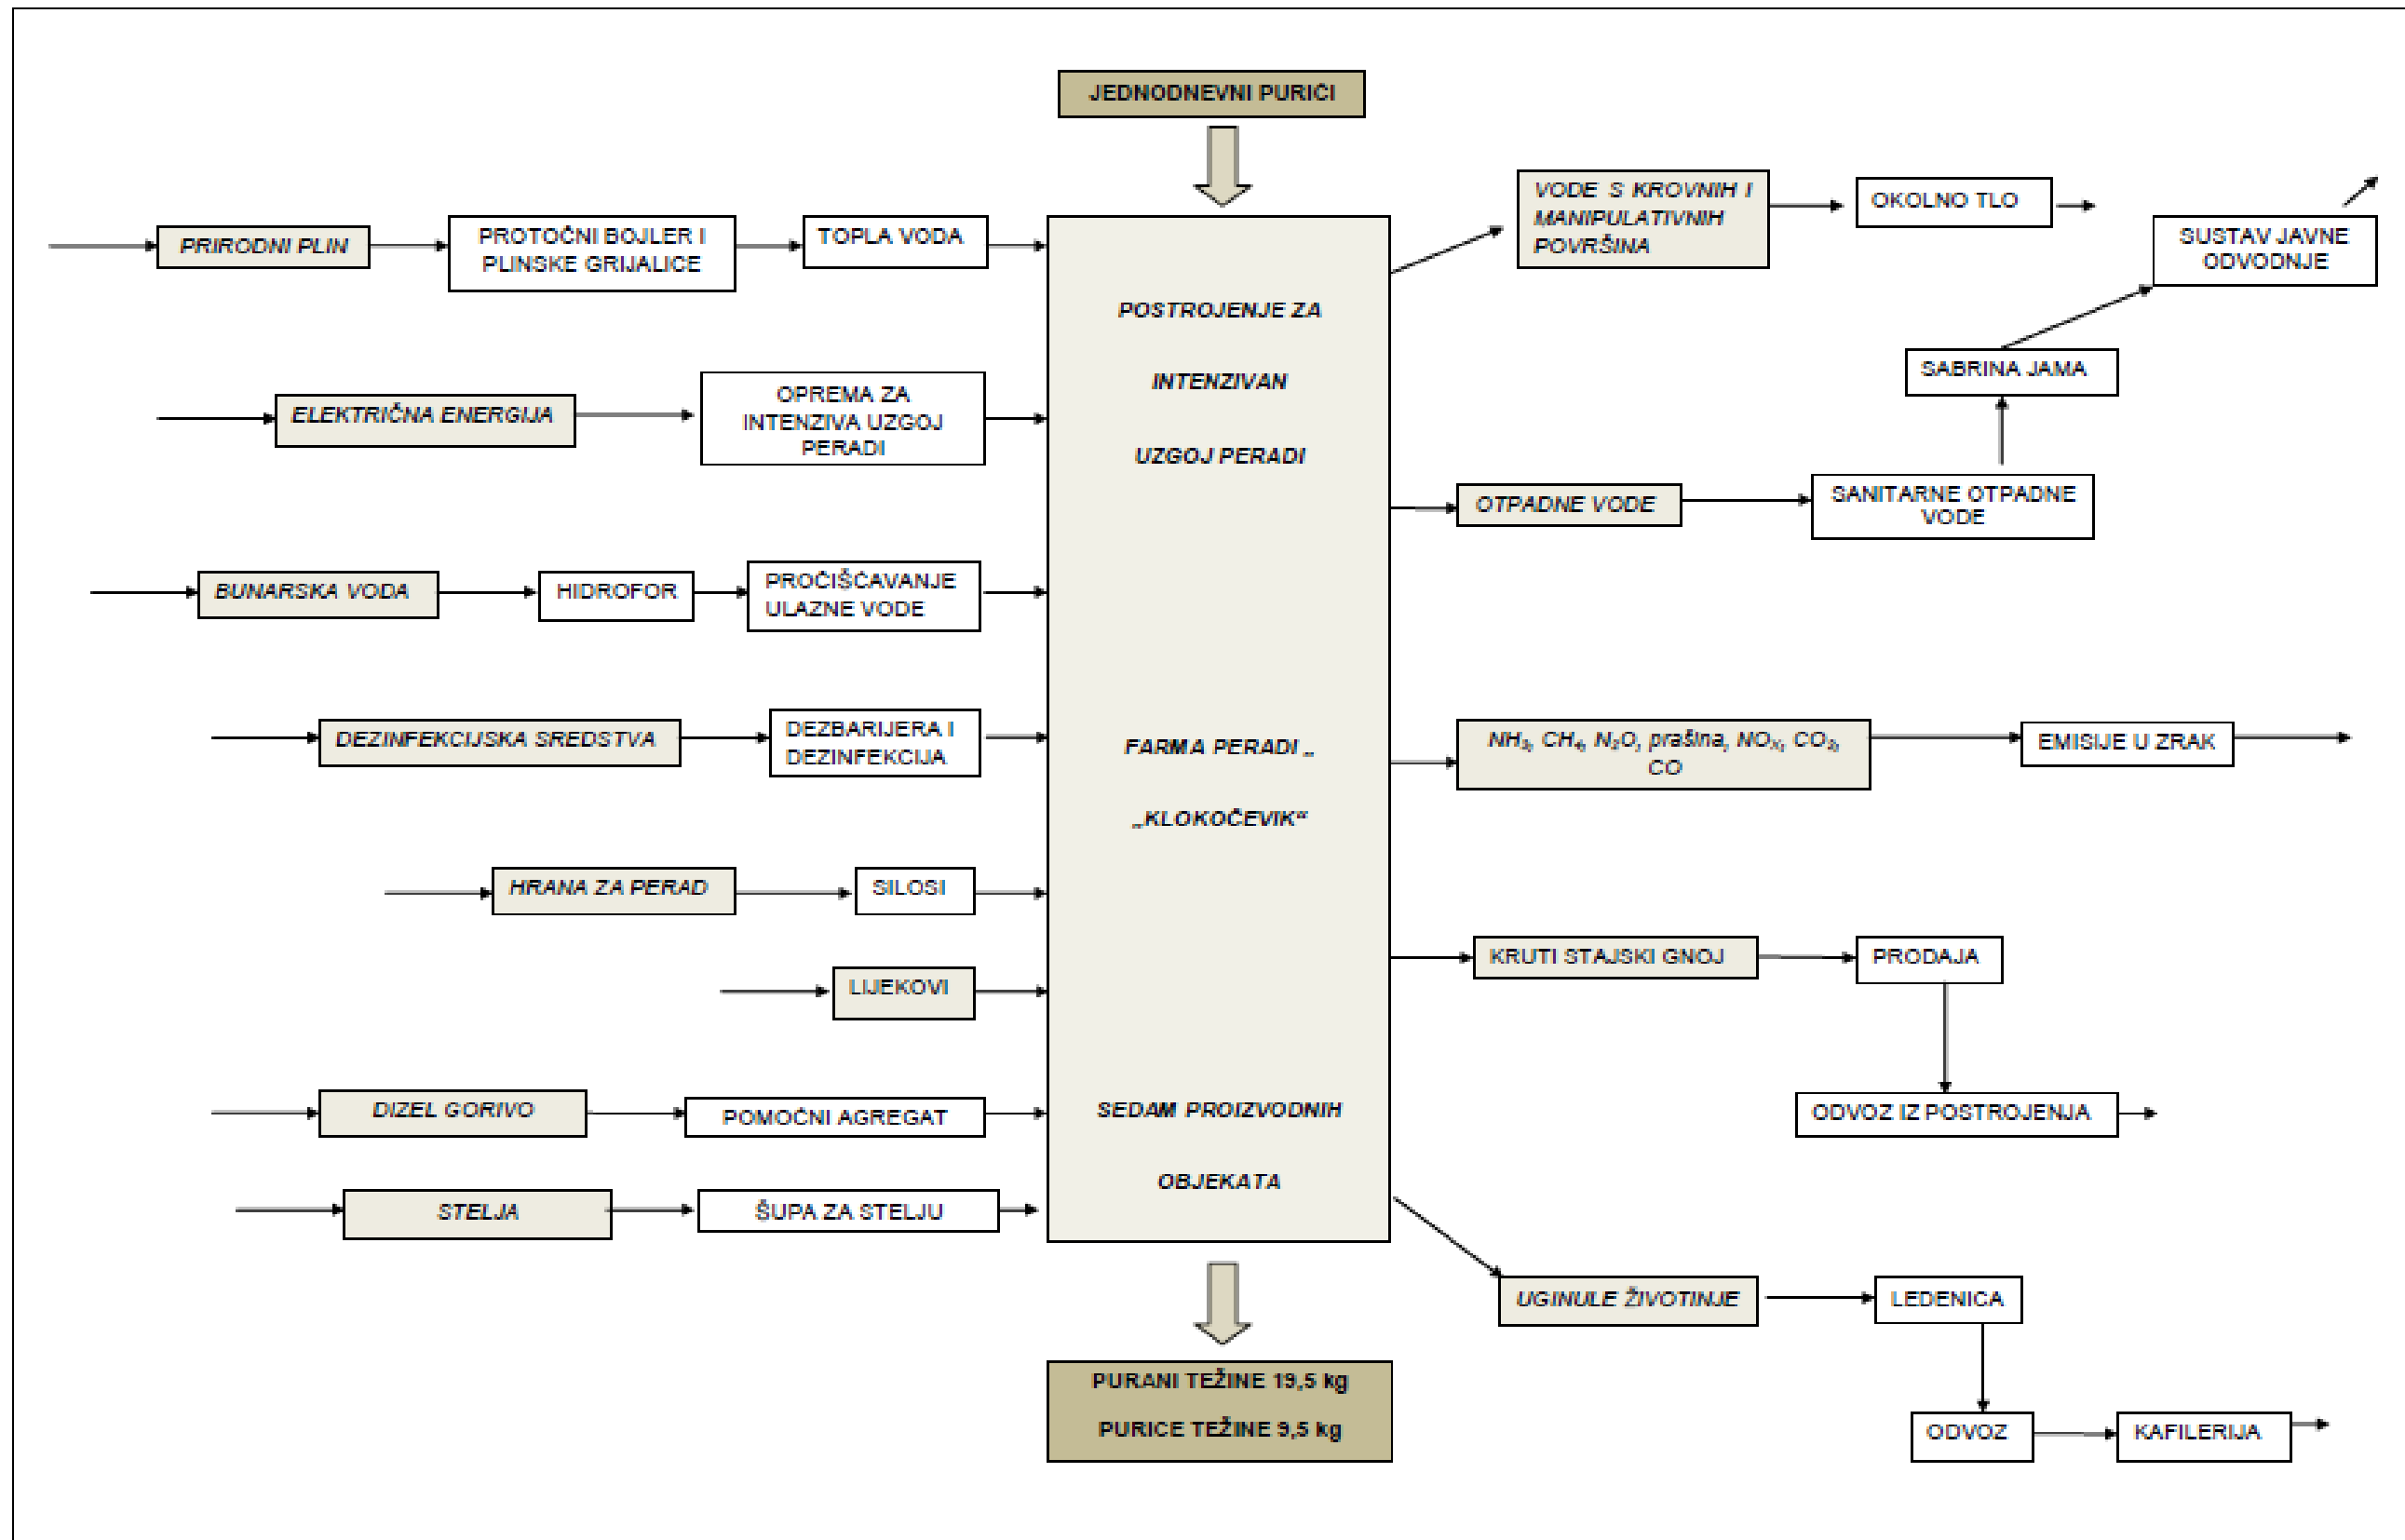 JEDNODNEVNI PURIĆI
PRIRODNI PLIN
PROTOČNI BOJLER I
PLINSKE GRIJALICE
TOPLA VODA
ELEKTRIČNA ENERGIJA
OPREMA ZA
INTENZIVA UZGOJ
PERADI
BUNARSKA VODA
HIDROFOR
PROČIŠĆAVANJE
ULAZNE VODE
DEZINFEKCIJSKA SREDSTVA
DEZBARIJERA I
DEZINFEKCIJA
HRANA ZA PERAD
SILOSI
LIJEKOVI
DIZEL GORIVO
POMOĆNI AGREGAT
STELJA
ŠUPA ZA STELJU
POSTROJENJE ZA
INTENZIVAN
UZGOJ PERADI
FARMA PERADI „
„KLOKOČEVIK“
SEDAM PROIZVODNIH
OBJEKATA
VODE S KROVNIH I
MANIPULATIVNIH
POVRŠINA
OKOLNO TLO
SUSTAV JAVNE
ODVODNJE
SABRINA JAMA
OTPADNE VODE
SANITARNE OTPADNE
VODE
NH₃, CH₄, N₂O, prašina, NOₓ, CO₂,
CO
EMISIJE U ZRAK
KRUTI STAJSKI GNOJ
PRODAJA
ODVOZ IZ POSTROJENJA
UGINULE ŽIVOTINJE
LEDENICA
ODVOZ
KAFILERIJA
PURANI TEŽINE 19,5 kg
PURICE TEŽINE 9,5 kg